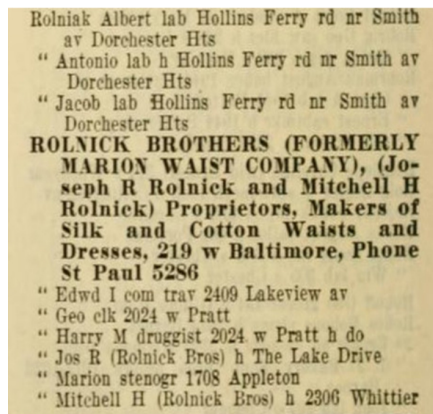 Rolniak Albert lab Hollins Ferry rd nr Smith
av Dorchester Hts
" Antonio lab h Hollins Ferry rd nr Smith av
Dorchester Hts
" Jacob lab Hollins Ferry rd nr Smith av
Dorchester Hts
ROLNICK BROTHERS (FORMERLY
MARION WAIST COMPANY), (Jo-
seph R Rolnick and Mitchell H
Rolnick) Proprietors, Makers of
Silk and Cotton Waists and
Dresses, 219 w Baltimore, Phone
St Paul 5286
" Edwd I com trav 2409 Lakeview av
" Geo clk 2024 w Pratt
" Harry M druggist 2024 w Pratt h do
" Jos R (Rolnick Bros) h The Lake Drive
" Marion stenogr 1708 Appleton
" Mitchell H (Rolnick Bros) h 2306 Whittier